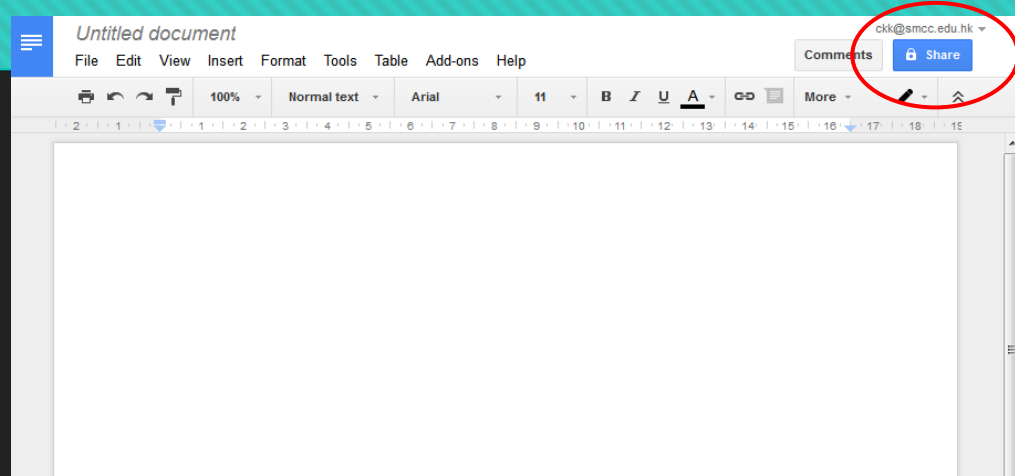 Untitled document
ckk@smcc.edu.hk
File Edit View Insert Format Tools Table Add-ons Help
Comments Share
100% Normal text Arial 11 B I U A More
2 1 1 2 3 4 5 6 7 8 9 10 11 12 13 14 15 16 17 18 19